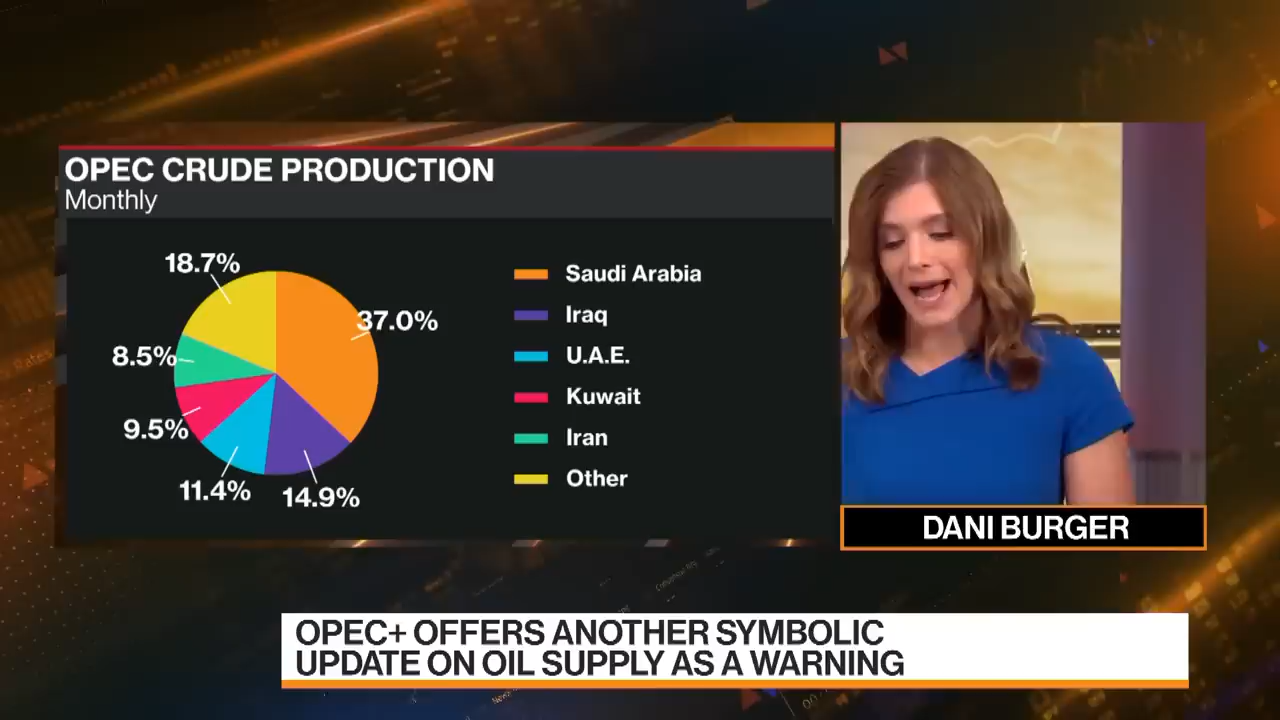 OPEC CRUDE PRODUCTION
Monthly
18.7%
37.0%
8.5%
9.5%
11.4%
14.9%
Saudi Arabia
Iraq
U.A.E.
Kuwait
Iran
Other
DANI BURGER
OPEC+ OFFERS ANOTHER SYMBOLIC
UPDATE ON OIL SUPPLY AS A WARNING